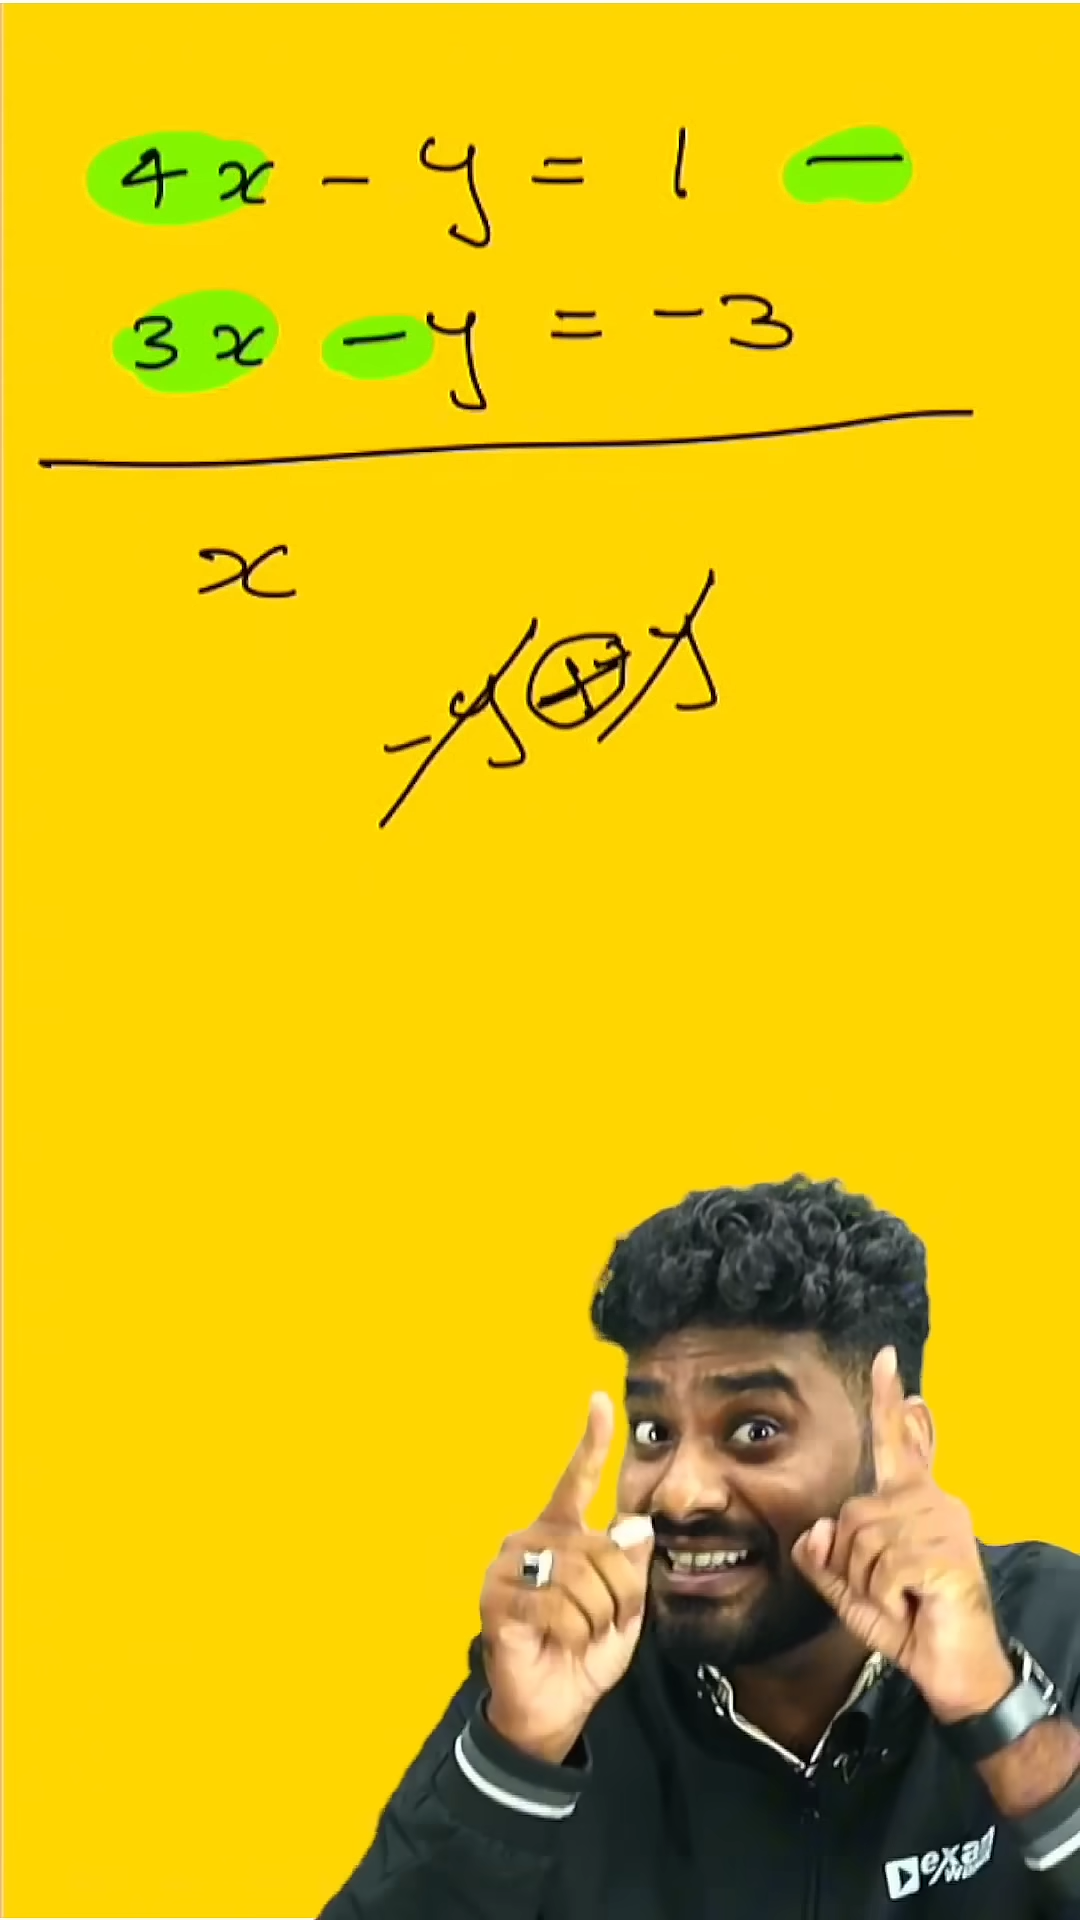 4x - y = 1 —
3x - y = -3
x
-y + y
exam